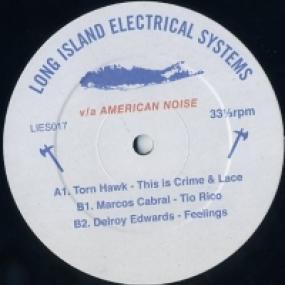 LONG ISLAND ELECTRICAL SYSTEMS
v/a AMERICAN NOISE
LIES017
33⅓rpm
A1. Torn Hawk - This is Crime & Lace
B1. Marcos Cabral - Tio Rico
B2. Delroy Edwards - Feelings